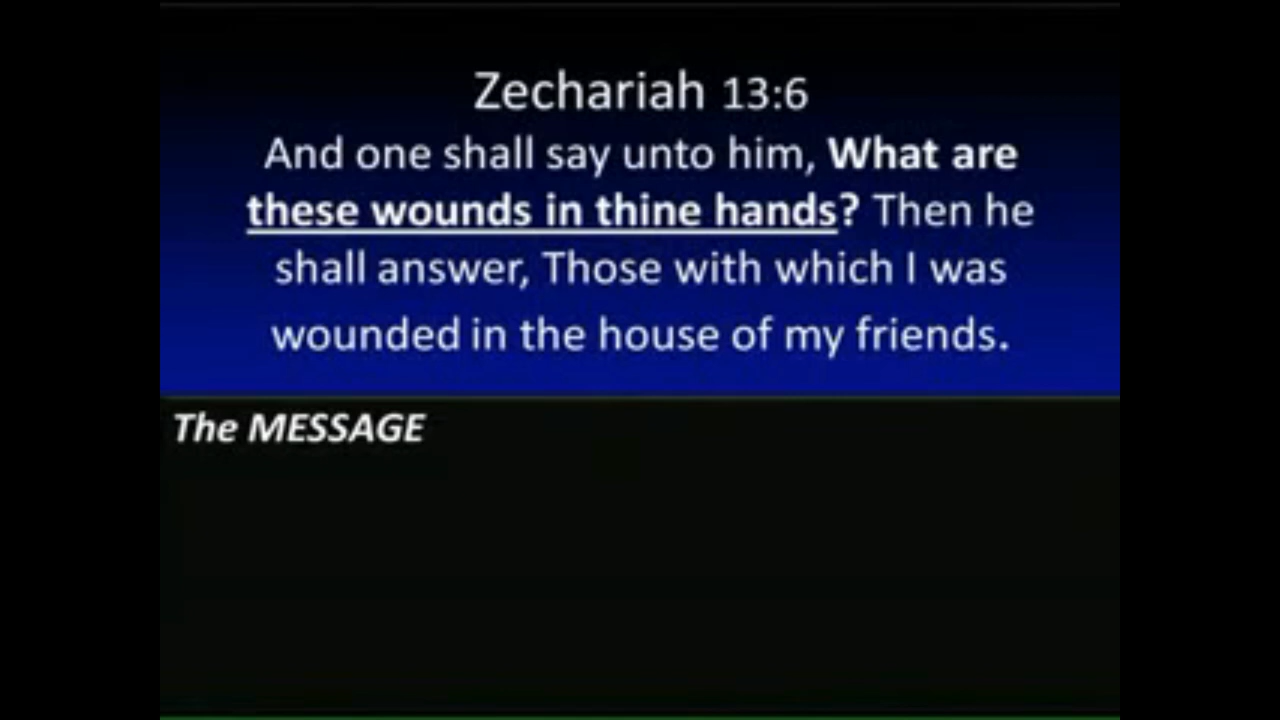 Zechariah 13:6
And one shall say unto him, What are
these wounds in thine hands? Then he
shall answer, Those with which I was
wounded in the house of my friends.
The MESSAGE